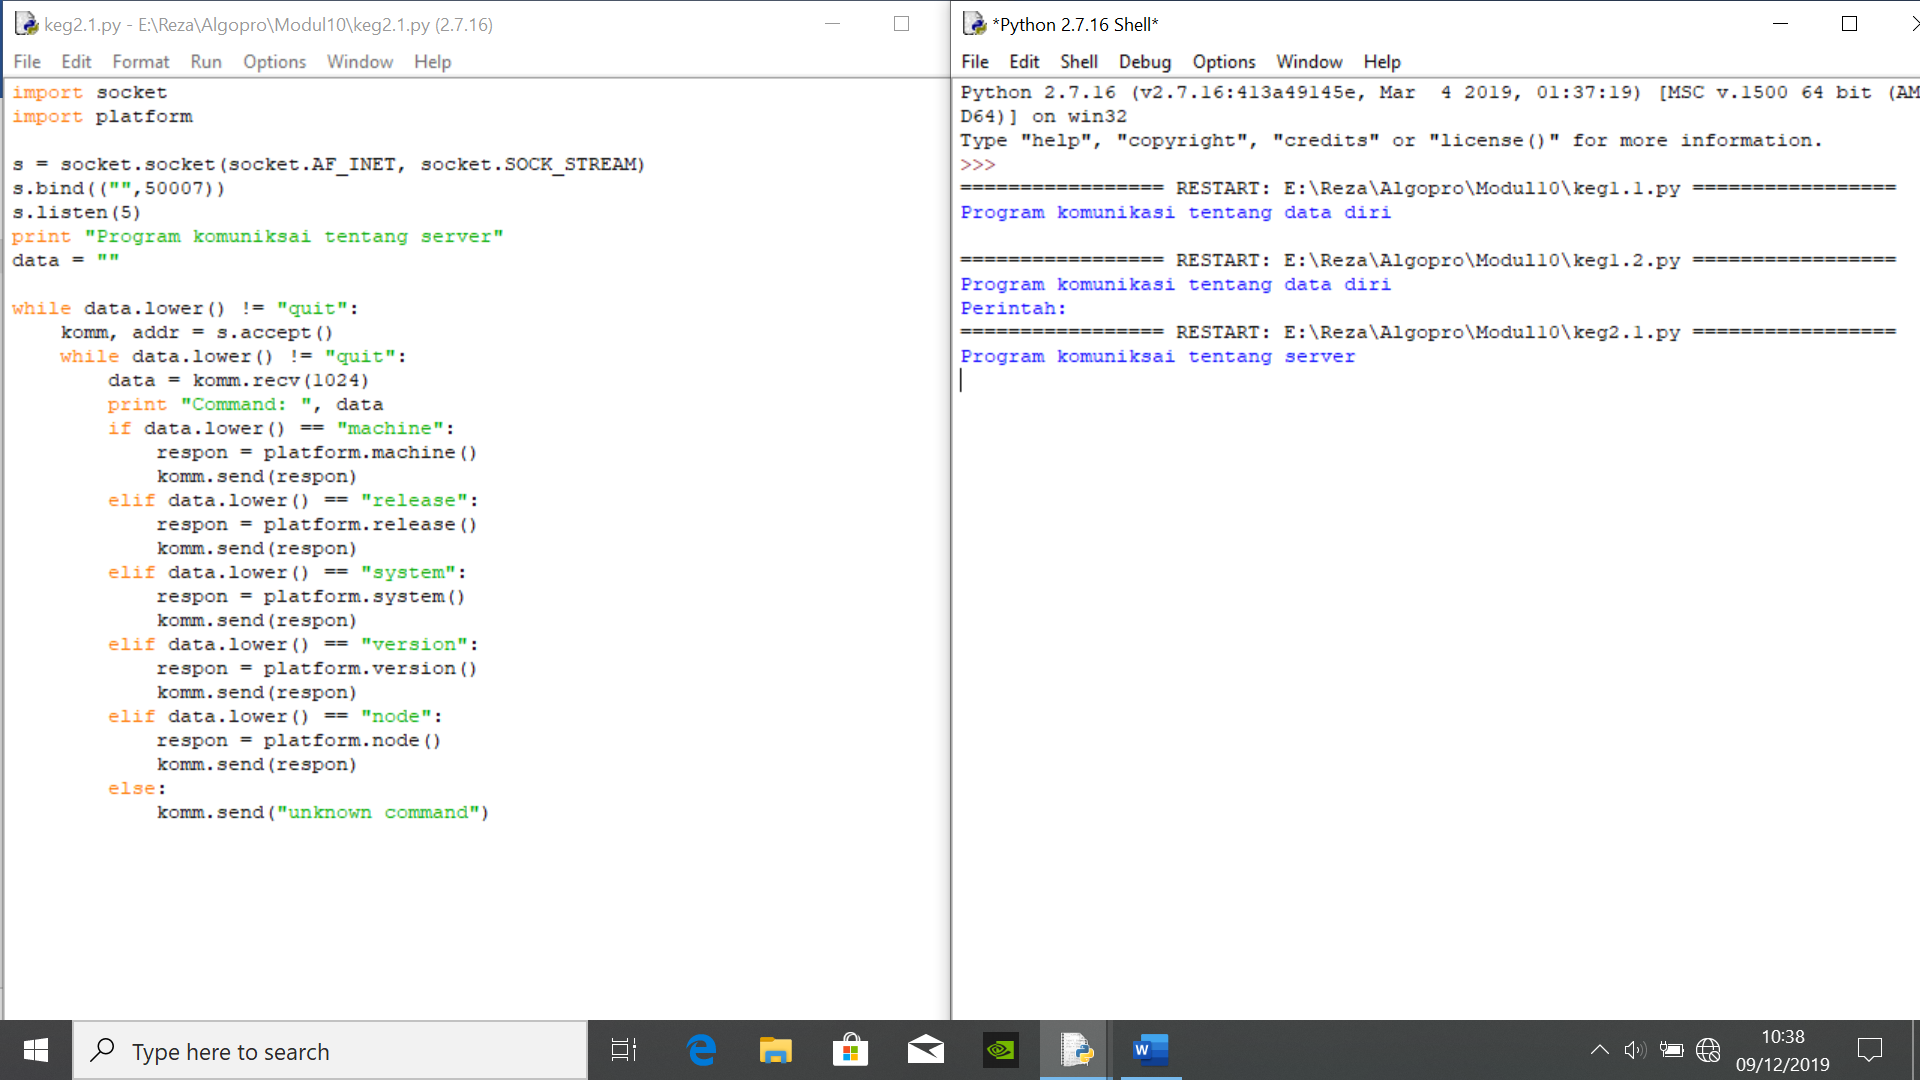 keg2.1.py - E:\Reza\Algopro\Modul10\keg2.1.py (2.7.16)
File Edit Format Run Options Window Help
import socket
import platform
s = socket.socket(socket.AF_INET, socket.SOCK_STREAM)
s.bind(("",50007))
s.listen(5)
print "Program komuniksai tentang server"
data = ""
while data.lower() != "quit":
    komm, addr = s.accept()
    while data.lower() != "quit":
        data = komm.recv(1024)
        print "Command: ", data
        if data.lower() == "machine":
            respon = platform.machine()
            komm.send(respon)
        elif data.lower() == "release":
            respon = platform.release()
            komm.send(respon)
        elif data.lower() == "system":
            respon = platform.system()
            komm.send(respon)
        elif data.lower() == "version":
            respon = platform.version()
            komm.send(respon)
        elif data.lower() == "node":
            respon = platform.node()
            komm.send(respon)
        else:
            komm.send("unknown command")
*Python 2.7.16 Shell*
File Edit Shell Debug Options Window Help
Python 2.7.16 (v2.7.16:413a49145e, Mar  4 2019, 01:37:19) [MSC v.1500 64 bit (AM
D64)] on win32
Type "help", "copyright", "credits" or "license()" for more information.
>>>
================= RESTART: E:\Reza\Algopro\Modul10\keg1.1.py =================
Program komunikasi tentang data diri
================= RESTART: E:\Reza\Algopro\Modul10\keg1.2.py =================
Program komunikasi tentang data diri
Perintah:
================= RESTART: E:\Reza\Algopro\Modul10\keg2.1.py =================
Program komuniksai tentang server
Type here to search
10:38
09/12/2019